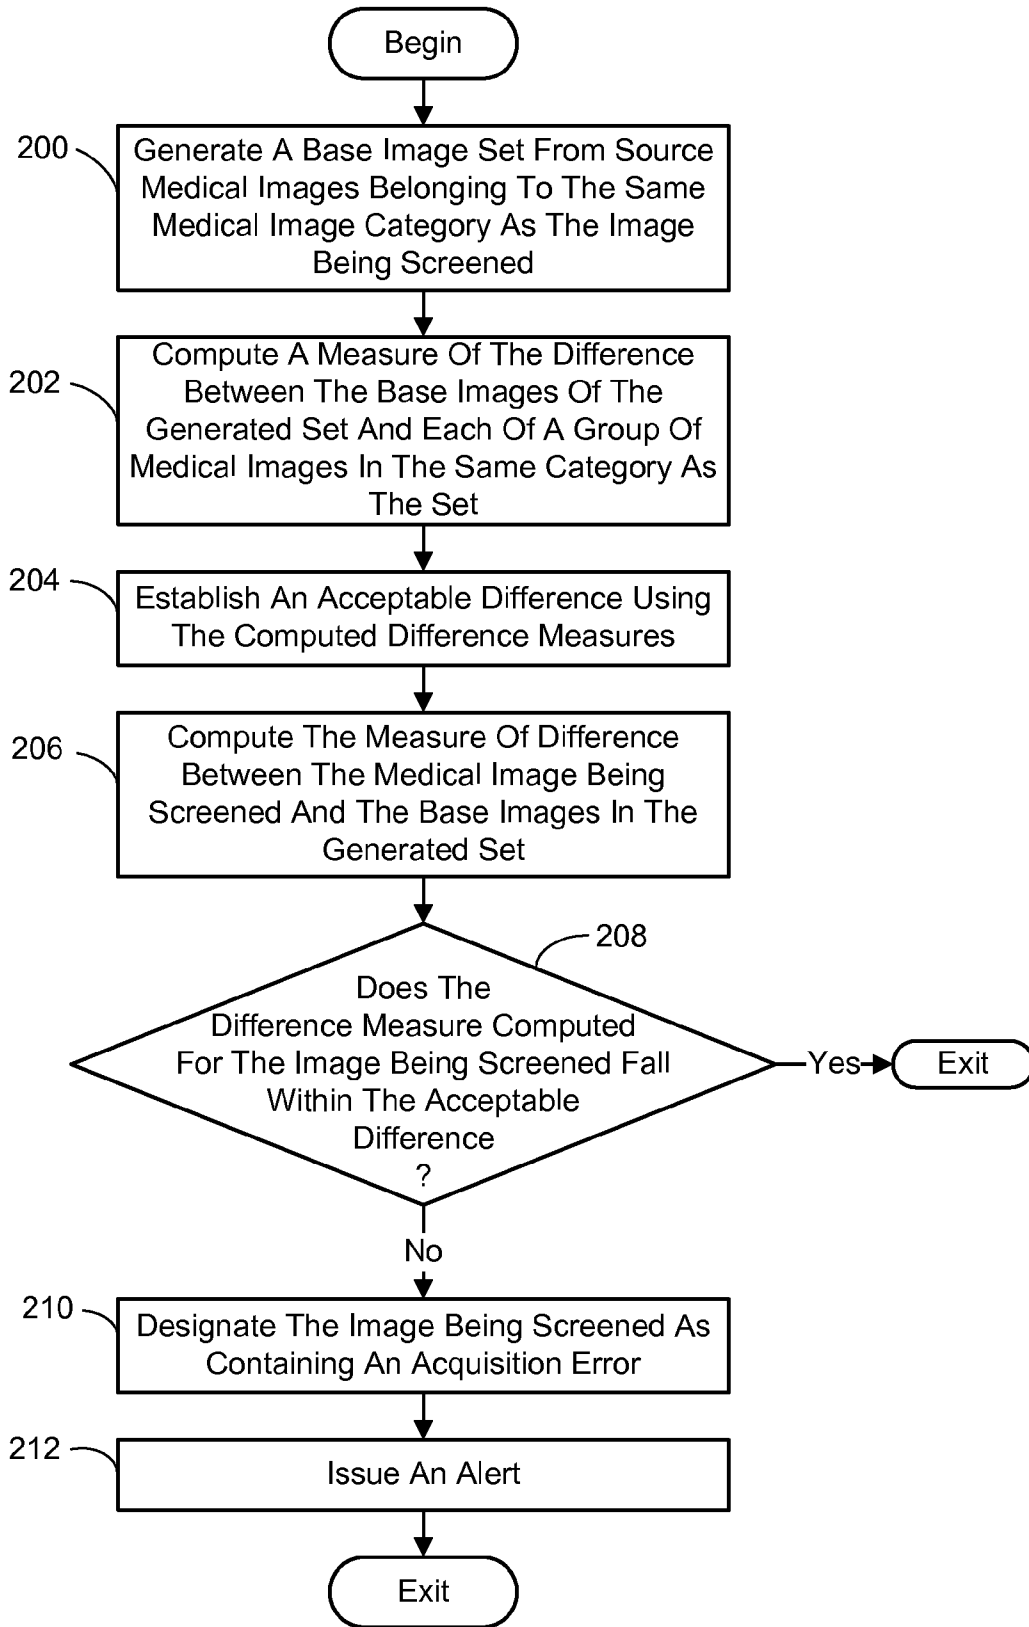 Begin
200
Generate A Base Image Set From Source
Medical Images Belonging To The Same
Medical Image Category As The Image
Being Screened
202
Compute A Measure Of The Difference
Between The Base Images Of The
Generated Set And Each Of A Group Of
Medical Images In The Same Category As
The Set
204
Establish An Acceptable Difference Using
The Computed Difference Measures
206
Compute The Measure Of Difference
Between The Medical Image Being
Screened And The Base Images In The
Generated Set
208
Does The
Difference Measure Computed
For The Image Being Screened Fall
Within The Acceptable
Difference
?
Yes
Exit
No
210
Designate The Image Being Screened As
Containing An Acquisition Error
212
Issue An Alert
Exit